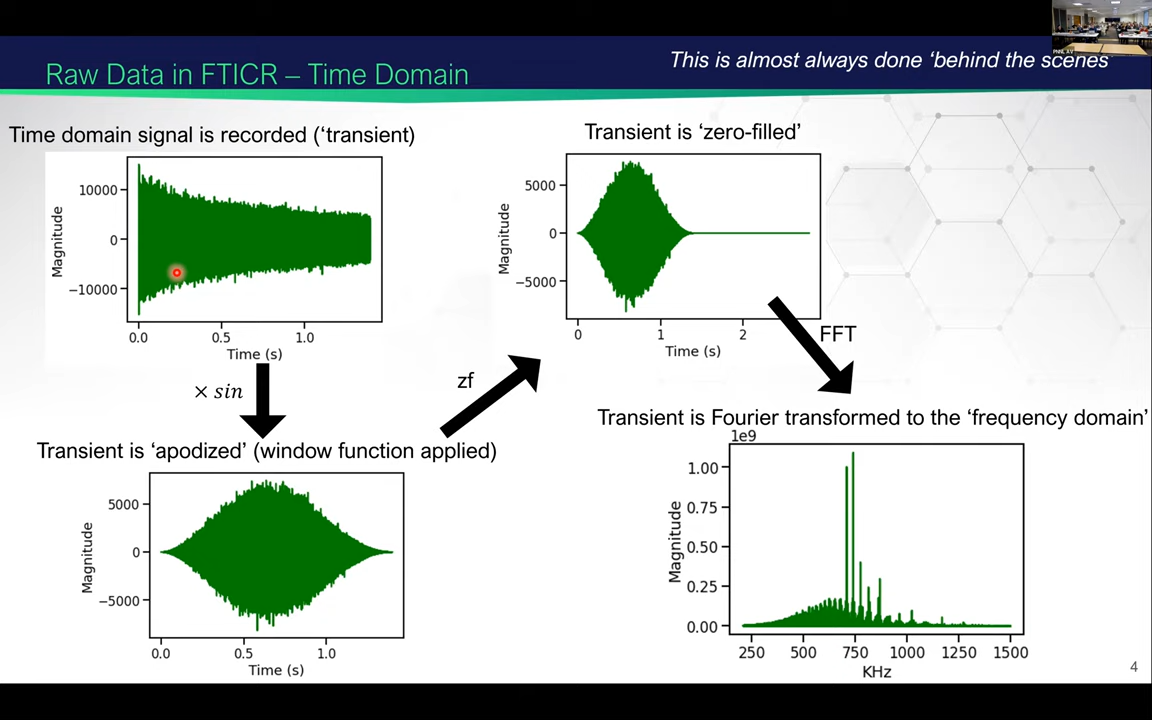 Raw Data in FTICR – Time Domain
This is almost always done ‘behind the scenes’
Time domain signal is recorded (‘transient)
10000
0
−10000
Magnitude
0.0 0.5 1.0
Time (s)
× sin
Transient is ‘apodized’ (window function applied)
5000
0
−5000
Magnitude
0.0 0.5 1.0
Time (s)
zf
Transient is ‘zero-filled’
5000
0
−5000
Magnitude
0 1 2
Time (s)
FFT
Transient is Fourier transformed to the ‘frequency domain’
1e9
1.00
0.75
0.50
0.25
0.00
Magnitude
250 500 750 1000 1250 1500
KHz
4